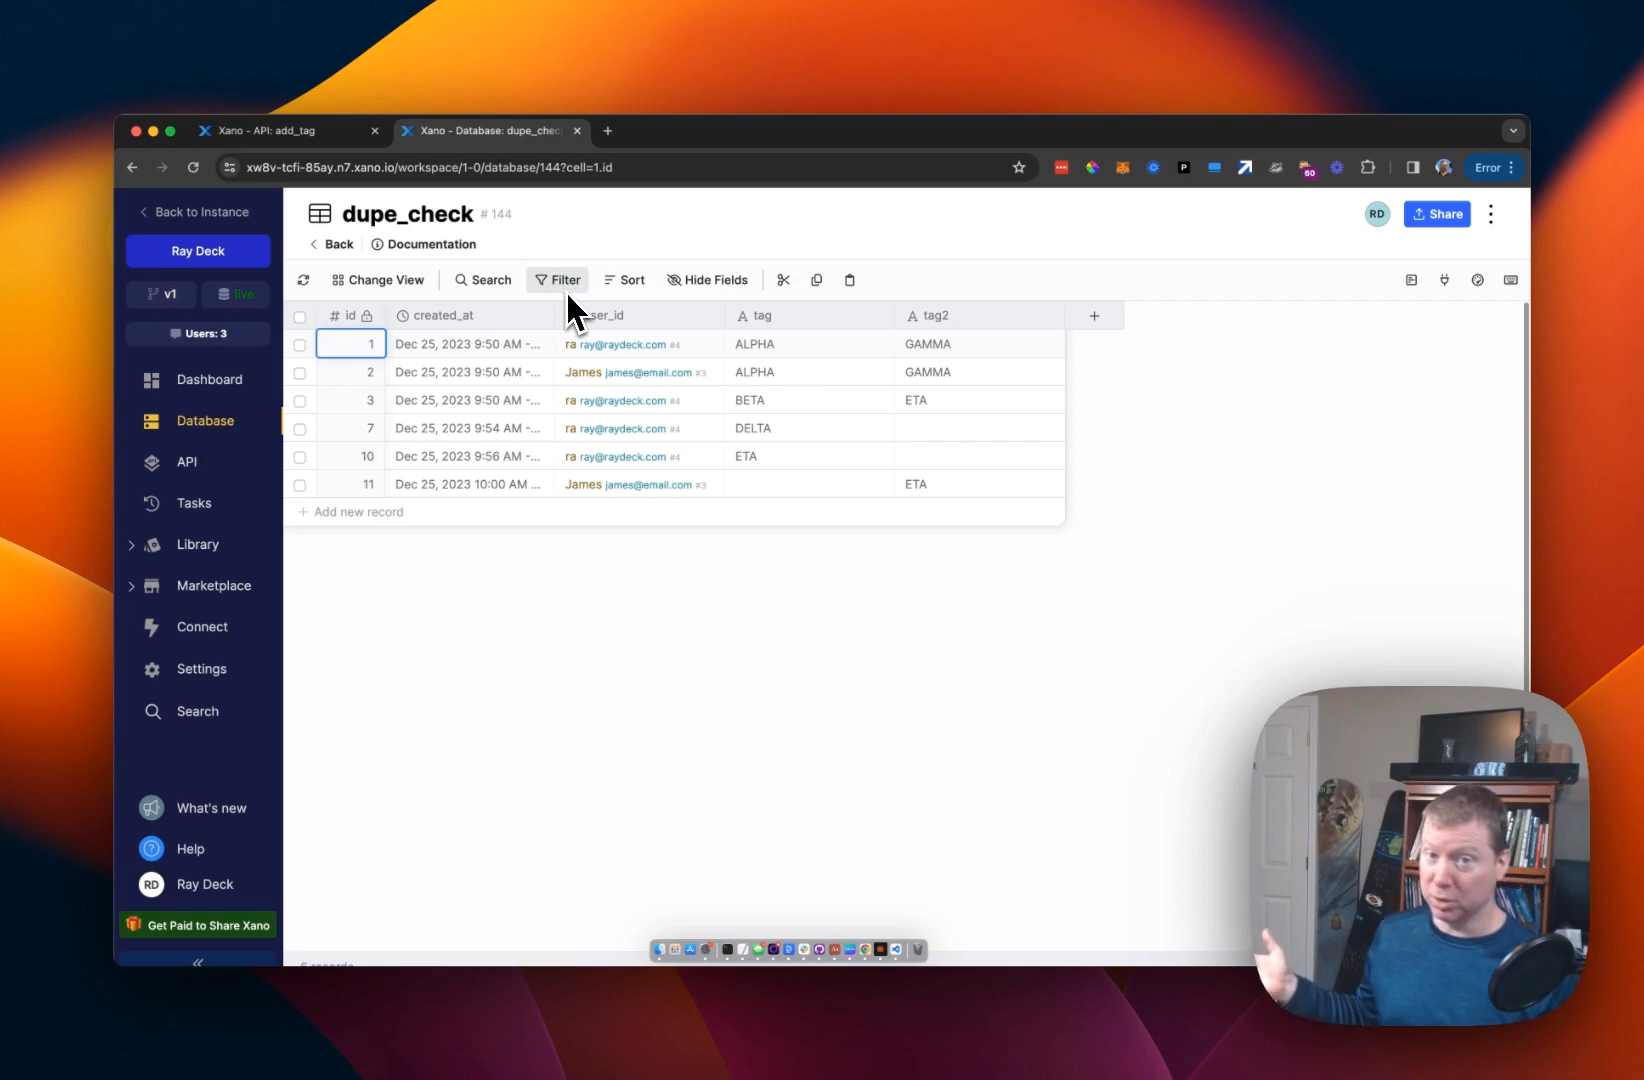 Xano - API: add_tag
Xano - Database: dupe_chec
xw8v-tcfi-85ay.n7.xano.io/workspace/1-0/database/144?cell=1.id
60
Error
Back to Instance
Ray Deck
v1
live
Users: 3
Dashboard
Database
API
Tasks
Library
Marketplace
Connect
Settings
Search
What's new
Help
RD Ray Deck
Get Paid to Share Xano
dupe_check # 144
RD
Share
Back
Documentation
Change View
Search
Filter
Sort
Hide Fields
# id created_at ser_id A tag A tag2
1 Dec 25, 2023 9:50 AM -... ra ray@raydeck.com #4 ALPHA GAMMA
2 Dec 25, 2023 9:50 AM -... James james@email.com #3 ALPHA GAMMA
3 Dec 25, 2023 9:50 AM -... ra ray@raydeck.com #4 BETA ETA
7 Dec 25, 2023 9:54 AM -... ra ray@raydeck.com #4 DELTA
10 Dec 25, 2023 9:56 AM -... ra ray@raydeck.com #4 ETA
11 Dec 25, 2023 10:00 AM ... James james@email.com #3 ETA
+ Add new record